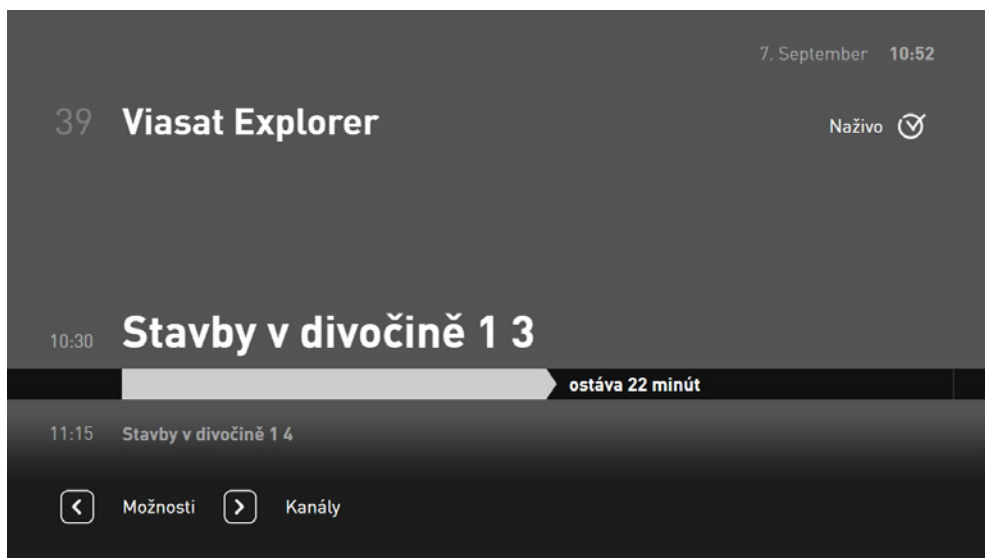 7. September 10:52
39 Viasat Explorer
Naživo
10:30 Stavby v divočině 1 3
ostáva 22 minút
11:15 Stavby v divočině 1 4
Možnosti Kanály